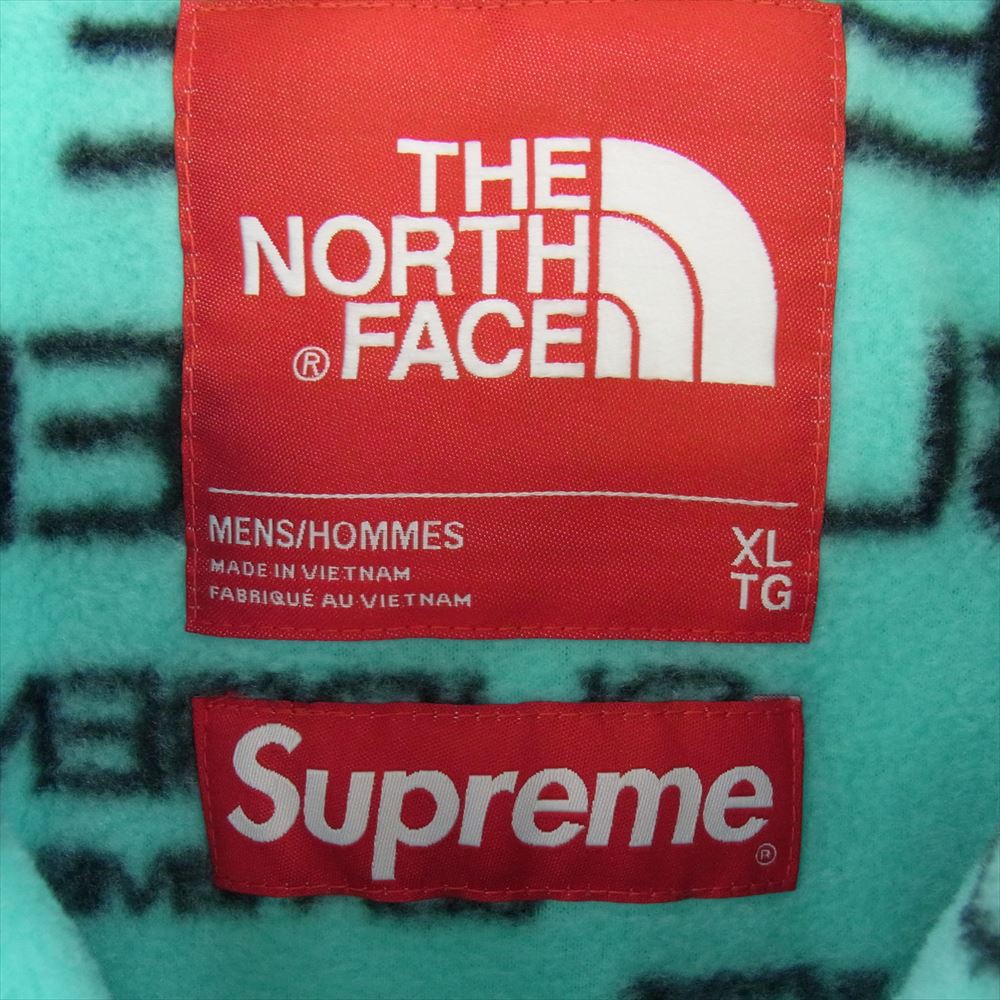 THE
NORTH
® FACE
MENS/HOMMES
MADE IN VIETNAM
FABRIQUÉ AU VIETNAM
XL
TG
Supreme®